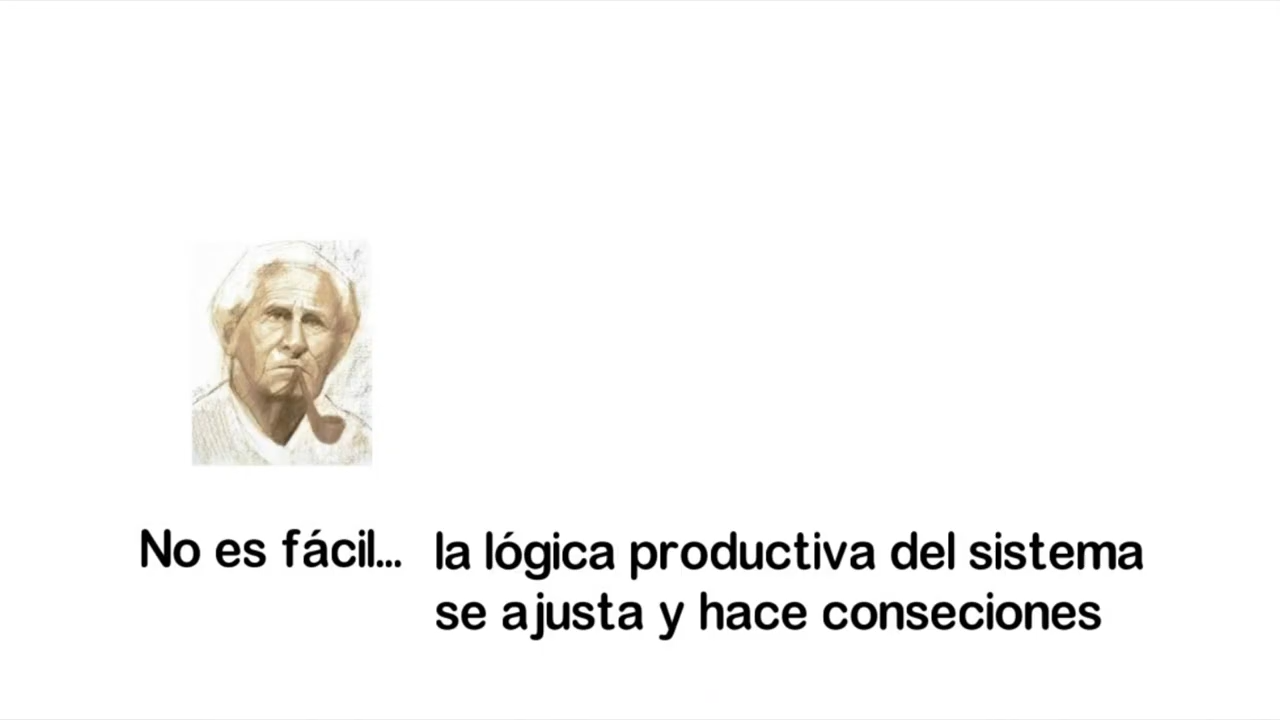 No es fácil... la lógica productiva del sistema
se ajusta y hace conseciones